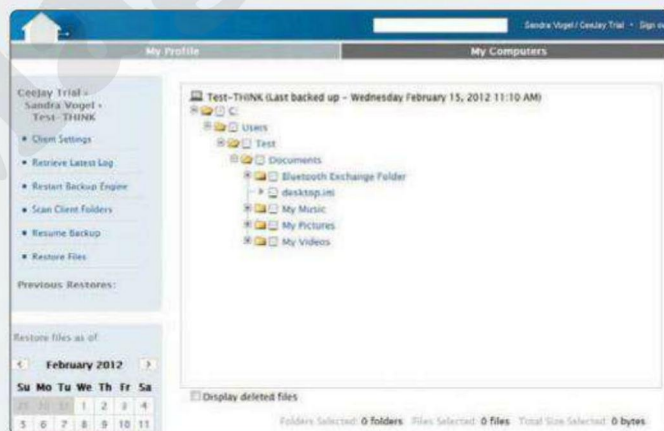 Sandra Vogel / CeeJay Trial • Sign
My Profile
My Computers
CeeJay Trial »
Sandra Vogel »
Test-THINK
Client Settings
Retrieve Latest Log
Restart Backup Engine
Scan Client Folders
Resume Backup
Restore Files
Previous Restores:
Restore files as of
February 2012
Su Mo Tu We Th Fr Sa
29 30 31 1 2 3 4
5 6 7 8 9 10 11
Test-THINK (Last backed up - Wednesday February 15, 2012 11:10 AM)
C:
Users
Test
Documents
Bluetooth Exchange Folder
desktop.ini
My Music
My Pictures
My Videos
Display deleted files
Folders Selected: 0 folders Files Selected: 0 files Total Size Selected: 0 bytes